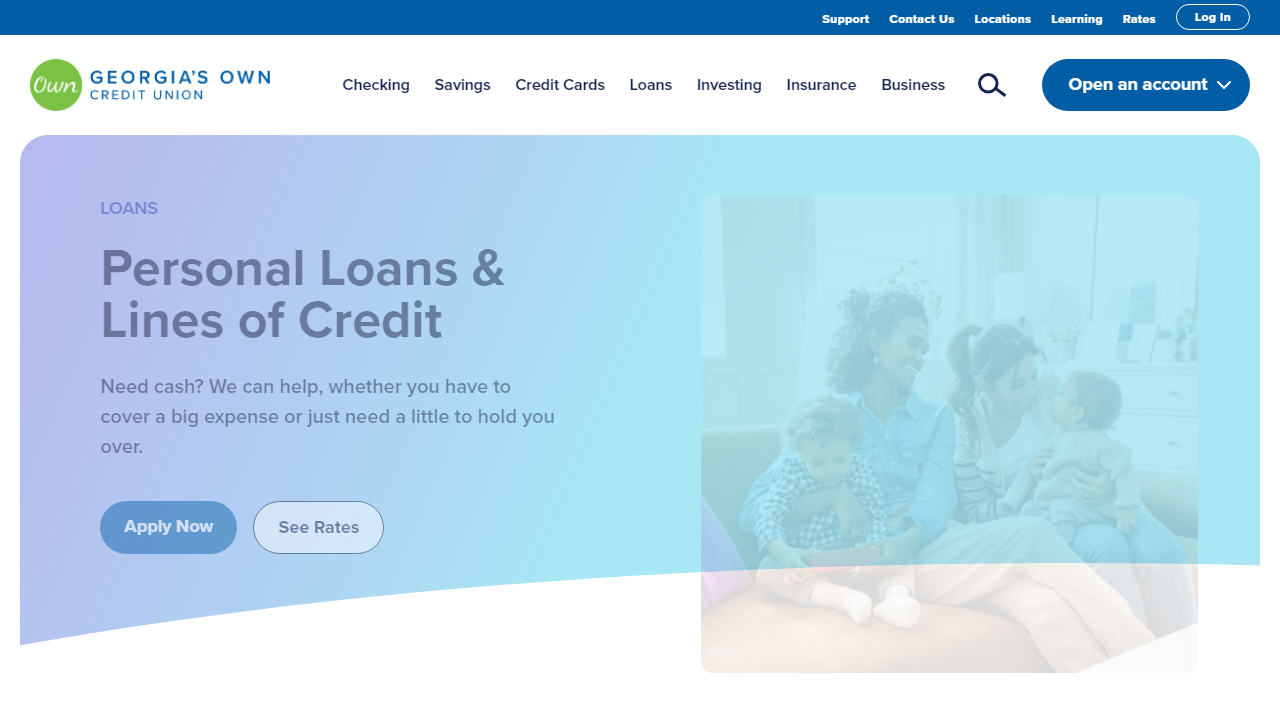 Support Contact Us Locations Learning Rates Log In
Own GEORGIA'S OWN
CREDIT UNION
Checking Savings Credit Cards Loans Investing Insurance Business Open an account
LOANS
Personal Loans &
Lines of Credit
Need cash? We can help, whether you have to
cover a big expense or just need a little to hold you
over.
Apply Now See Rates